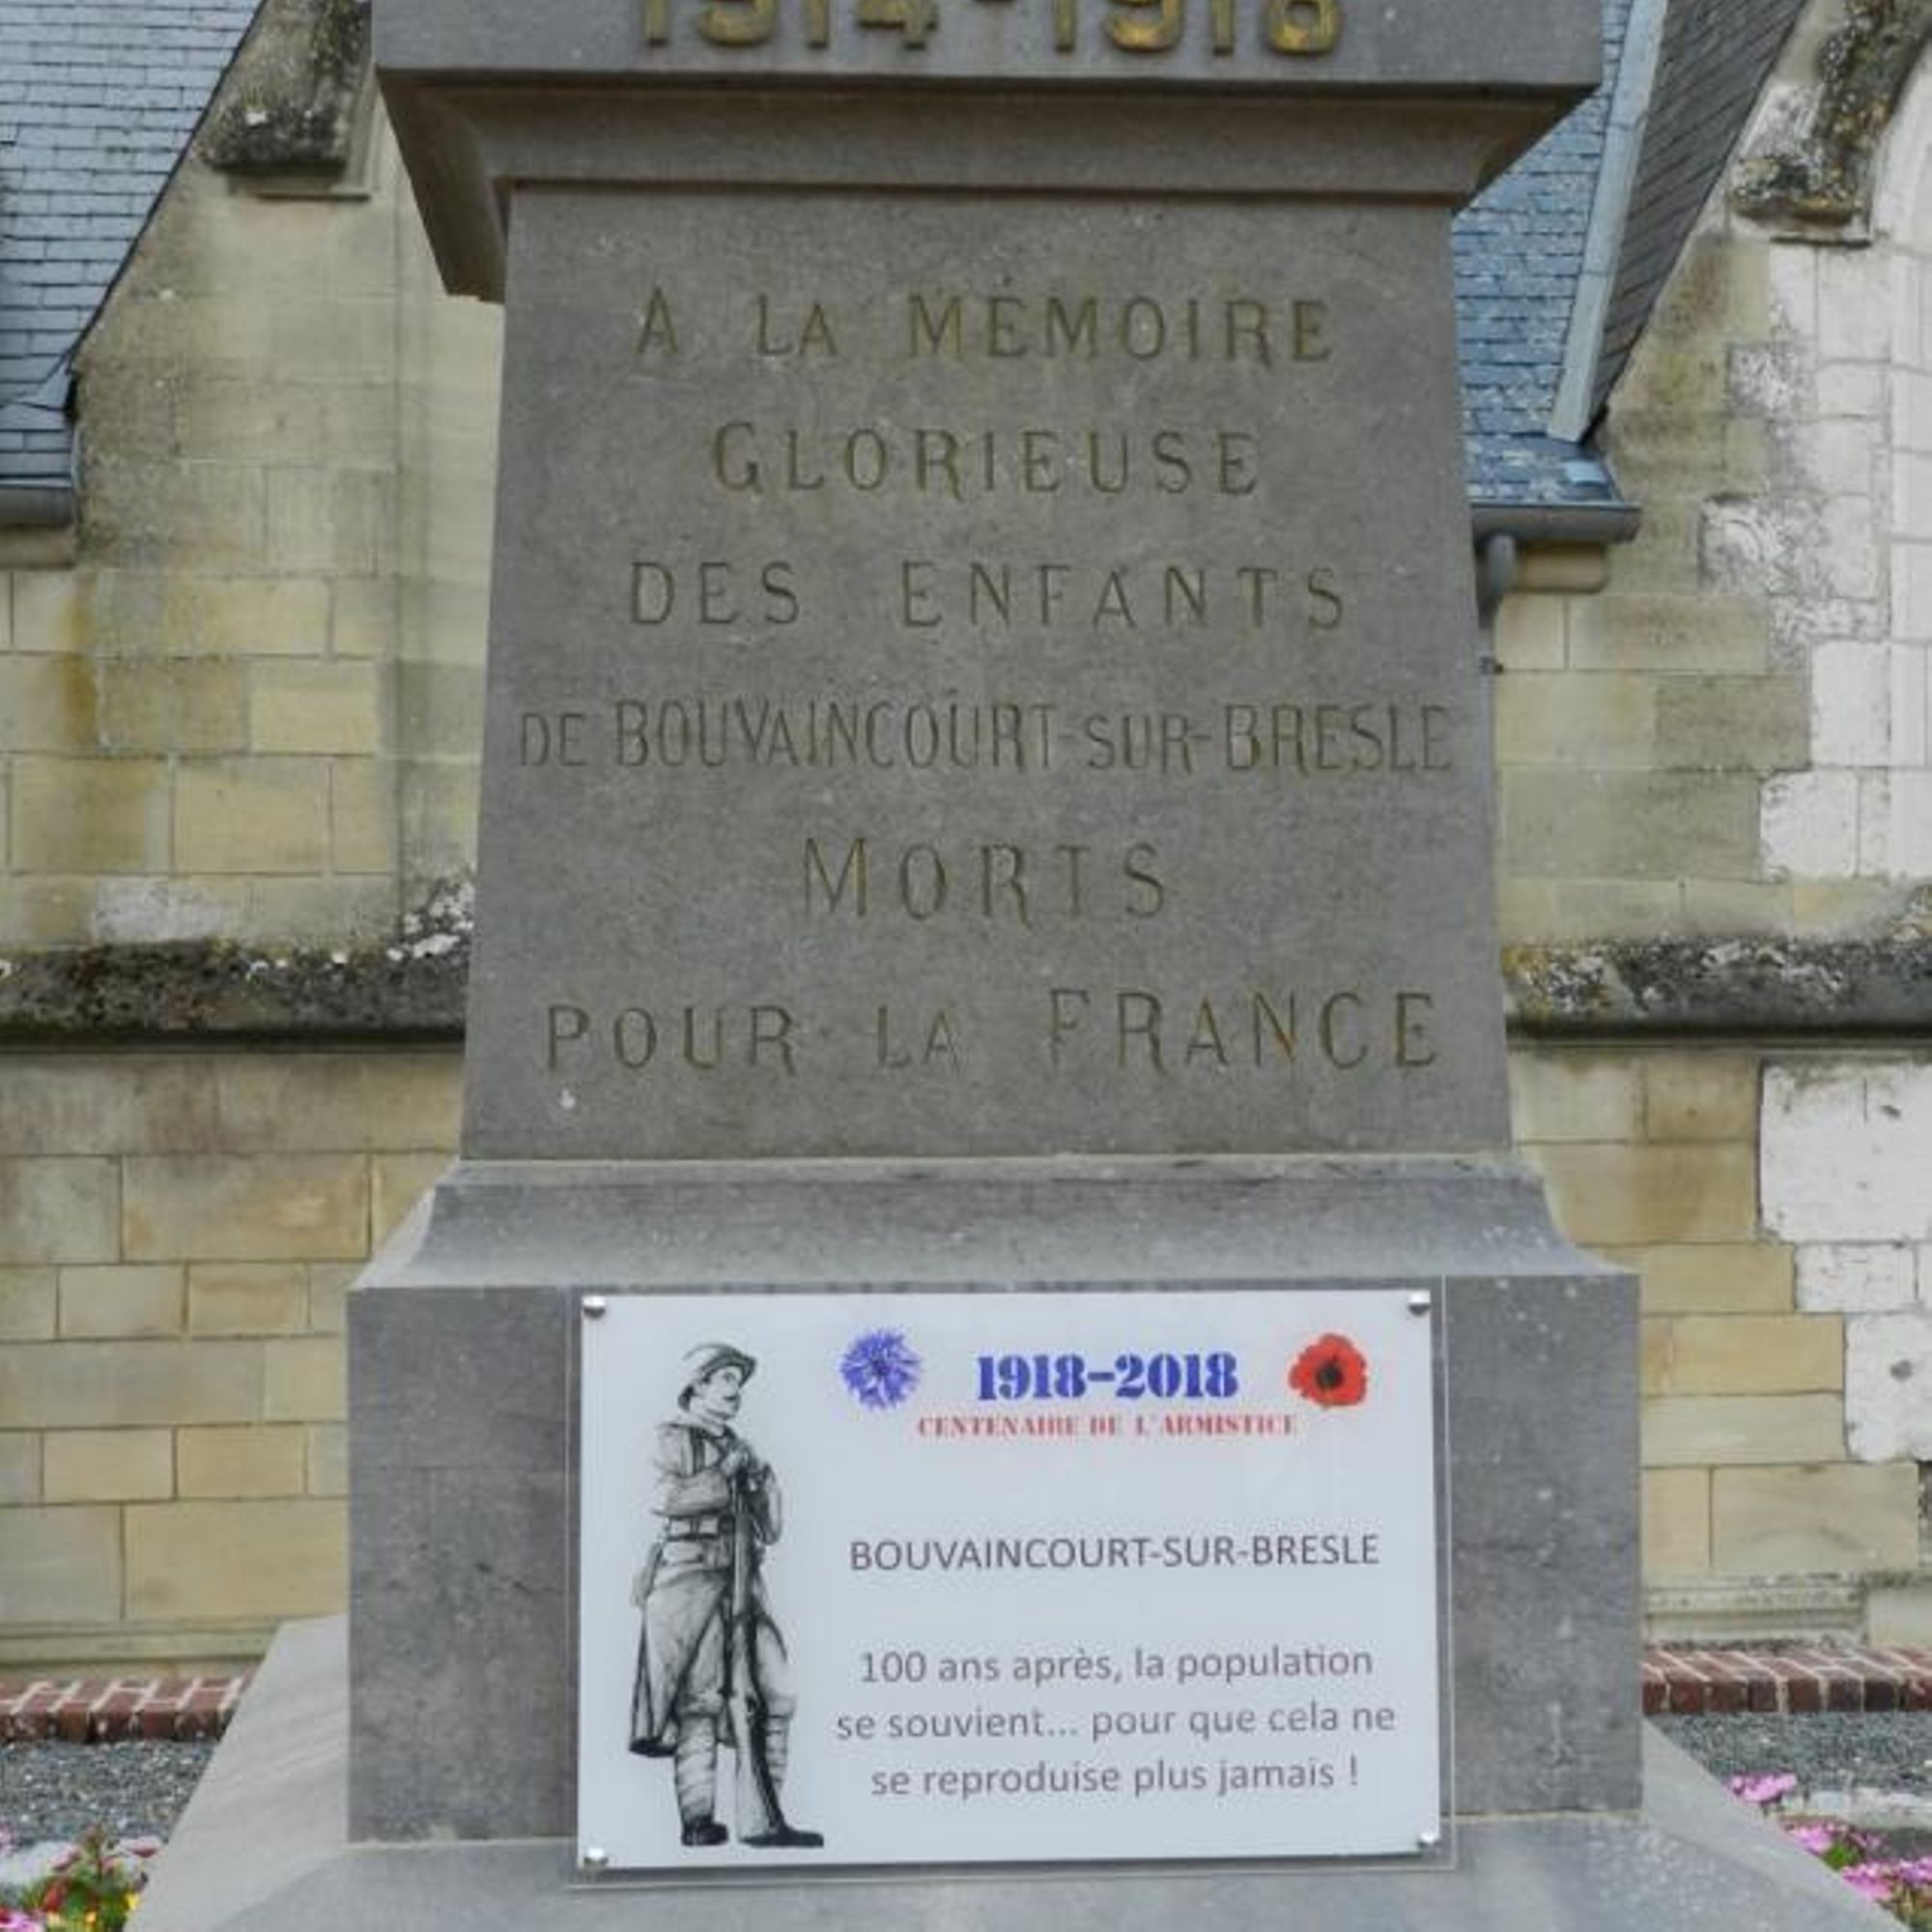 1914-1918
A LA MÉMOIRE
GLORIEUSE
DES ENFANTS
DE BOUVAINCOURT-SUR-BRESLE
MORTS
POUR LA FRANCE
1918-2018
CENTENAIRE DE L'ARMISTICE
BOUVAINCOURT-SUR-BRESLE
100 ans après, la population
se souvient... pour que cela ne
se reproduise plus jamais !